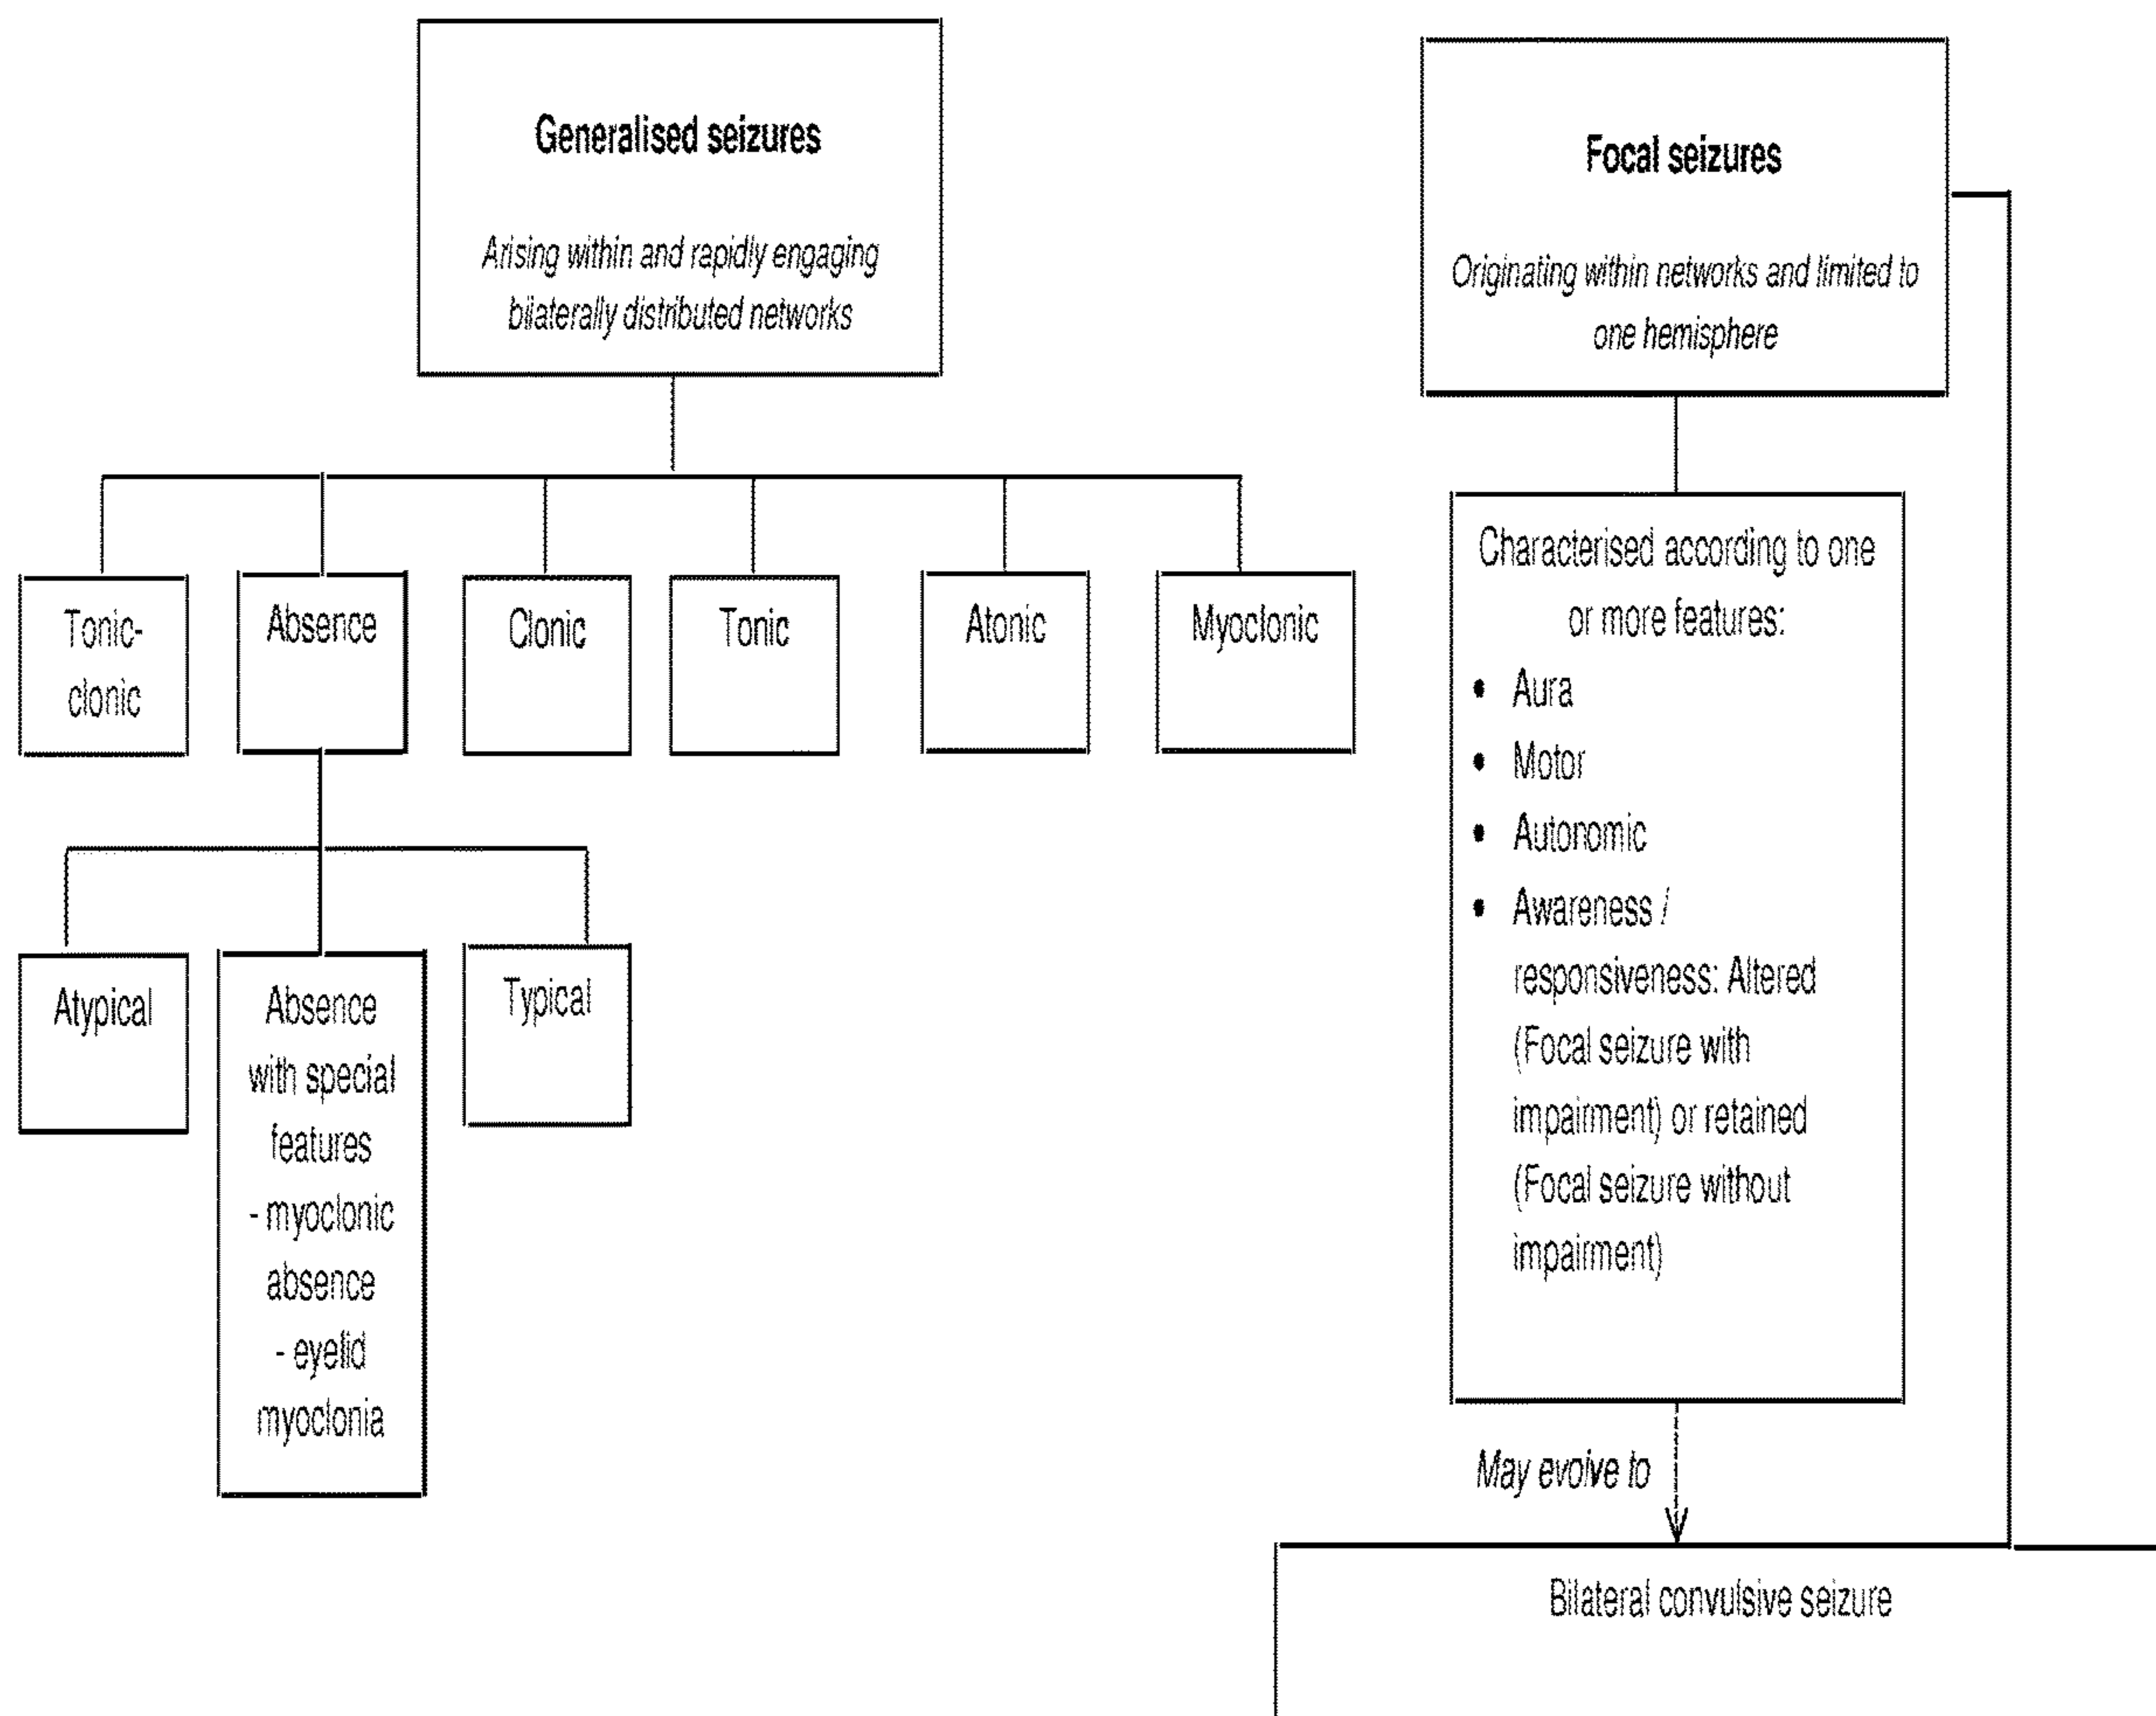 Generalised seizures
Arising within and rapidly engaging
bilaterally distributed networks
Tonic-
clonic
Absence
Clonic
Tonic
Atonic
Myoclonic
Atypical
Absence
with special
features
- myoclonic
absence
- eyelid
myoclonia
Typical
Focal seizures
Originating within networks and limited to
one hemisphere
Characterised according to one
or more features:
• Aura
• Motor
• Autonomic
• Awareness /
responsiveness: Altered
(Focal seizure with
impairment) or retained
(Focal seizure without
impairment)
May evolve to
Bilateral convulsive seizure